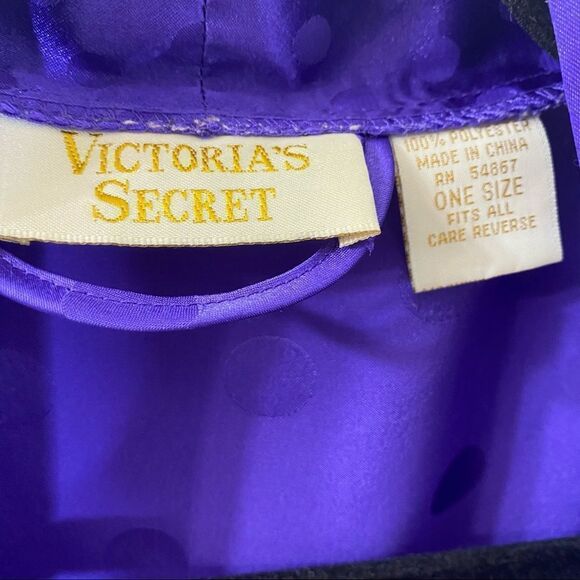 VICTORIA'S
SECRET
100% POLYESTER
MADE IN CHINA
RN 54867
ONE SIZE
FITS ALL
CARE REVERSE